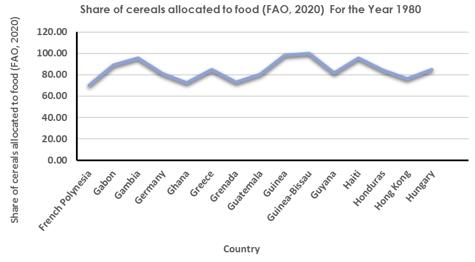 Share of cereals allocated to food (FAO, 2020)  For the Year 1980
Share of cereals allocated to food (FAO, 2020)
120.00
100.00
80.00
60.00
40.00
20.00
0.00
French Polynesia
Gabon
Gambia
Germany
Ghana
Greece
Grenada
Guatemala
Guinea
Guinea-Bissau
Guyana
Haiti
Honduras
Hong Kong
Hungary
Country